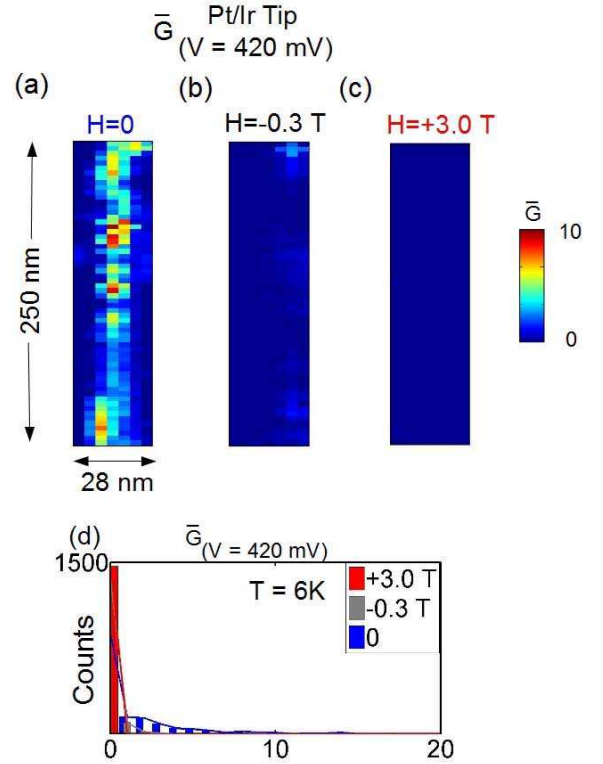 G̅ Pt/Ir Tip
(V = 420 mV)
(a) (b) (c)
H=0 H=-0.3 T H=+3.0 T
250 nm
28 nm
G̅
10
0
(d) G̅(V = 420 mV)
1500
T = 6K
+3.0 T
-0.3 T
0
Counts
0 10 20